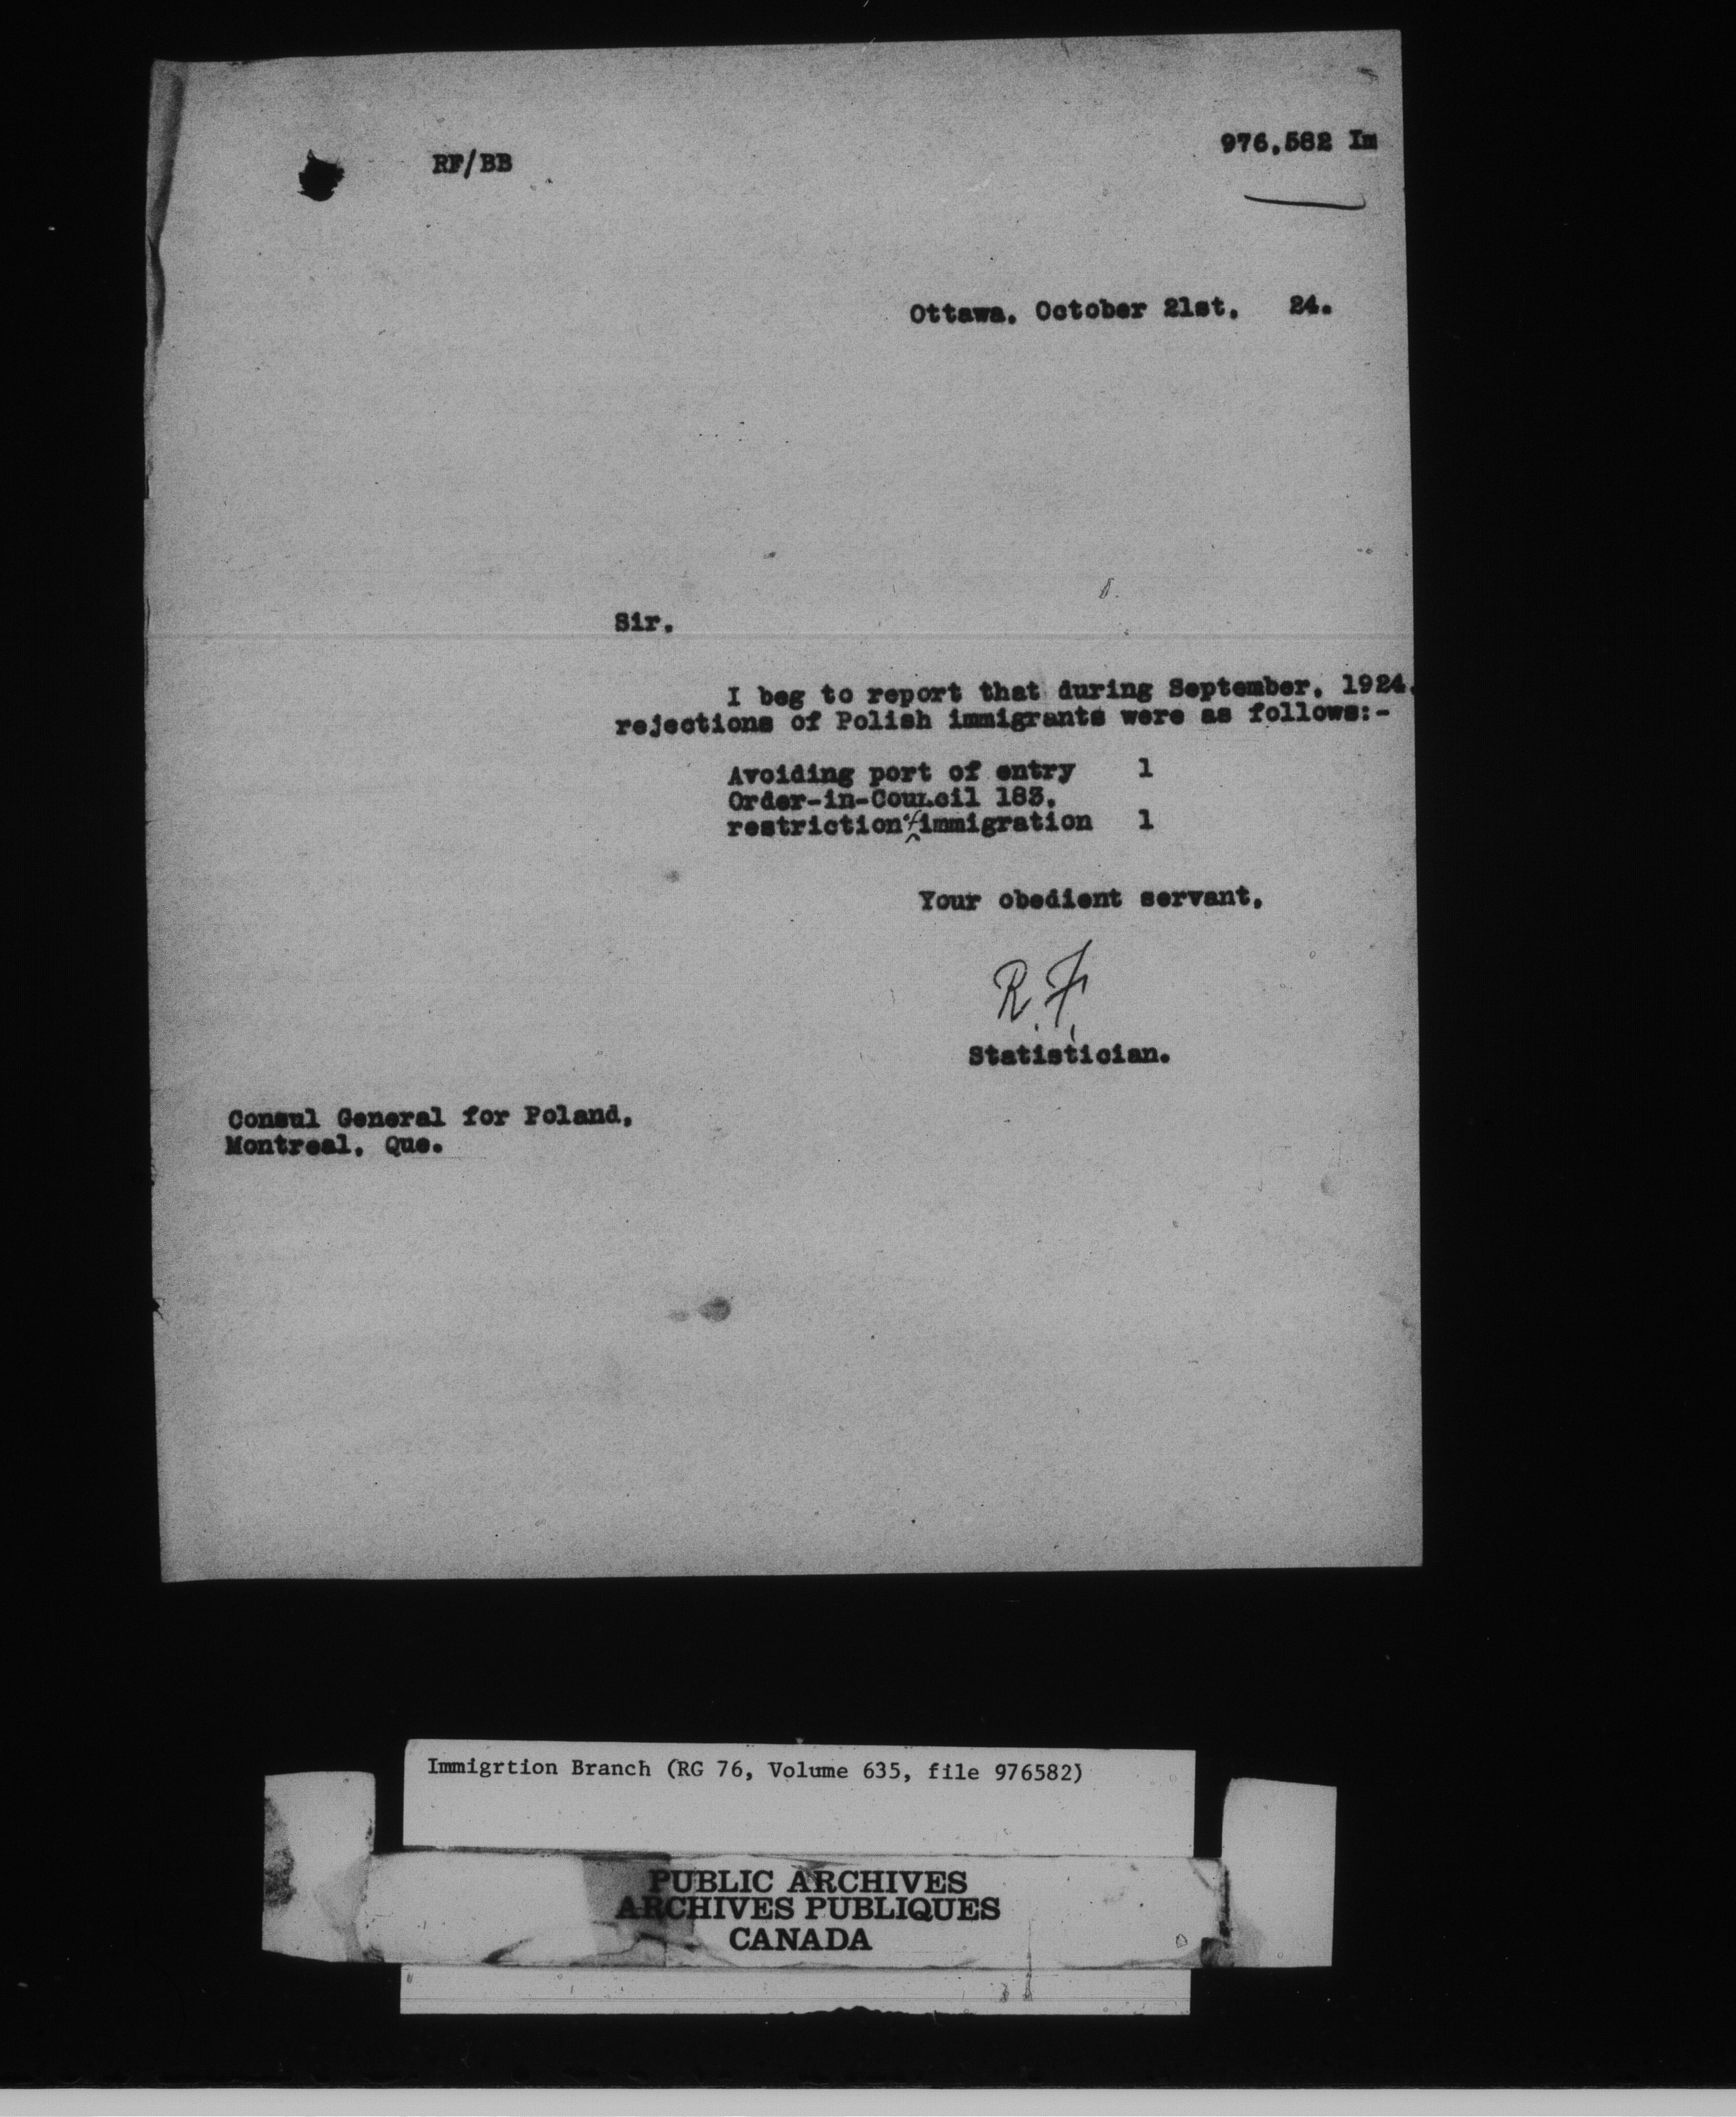 RF/BB
976,582 Im
Ottawa, October 21st, 24.
Sir,
I beg to report that during September, 1924,
rejections of Polish immigrants were as follows:-
Avoiding port of entry 1
Order-in-Council 183,
restriction of immigration 1
Your obedient servant,
R.F.
Statistician.
Consul General for Poland,
Montreal, Que.
Immigrtion Branch (RG 76, Volume 635, file 976582)
PUBLIC ARCHIVES
ARCHIVES PUBLIQUES
CANADA